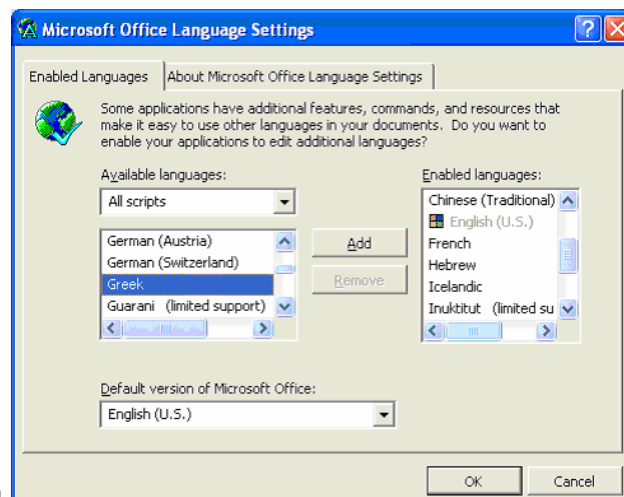 Microsoft Office Language Settings
Enabled Languages
About Microsoft Office Language Settings
Some applications have additional features, commands, and resources that
make it easy to use other languages in your documents. Do you want to
enable your applications to edit additional languages?
Available languages:
All scripts
German (Austria)
German (Switzerland)
Greek
Guarani (limited support)
Add
Remove
Enabled languages:
Chinese (Traditional)
English (U.S.)
French
Hebrew
Icelandic
Inuktitut (limited su
Default version of Microsoft Office:
English (U.S.)
OK
Cancel